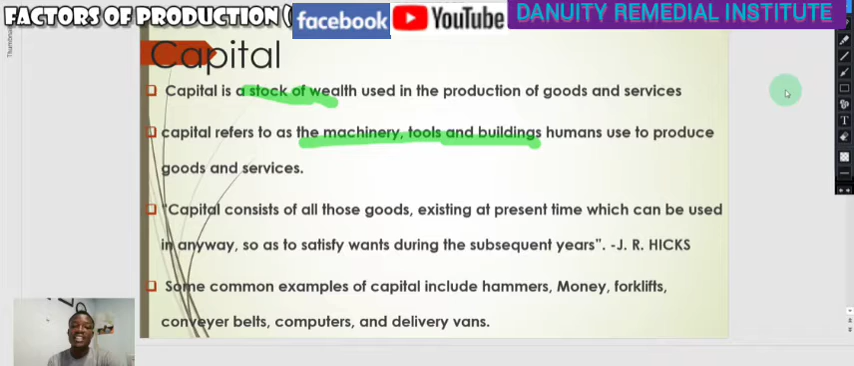 FACTORS OF PRODUCTION (
facebook
YouTube
DANUITY REMEDIAL INSTITUTE
Capital
Capital is a stock of wealth used in the production of goods and services
capital refers to as the machinery, tools and buildings humans use to produce
goods and services.
“Capital consists of all those goods, existing at present time which can be used
in anyway, so as to satisfy wants during the subsequent years”. -J. R. HICKS
Some common examples of capital include hammers, Money, forklifts,
conveyer belts, computers, and delivery vans.